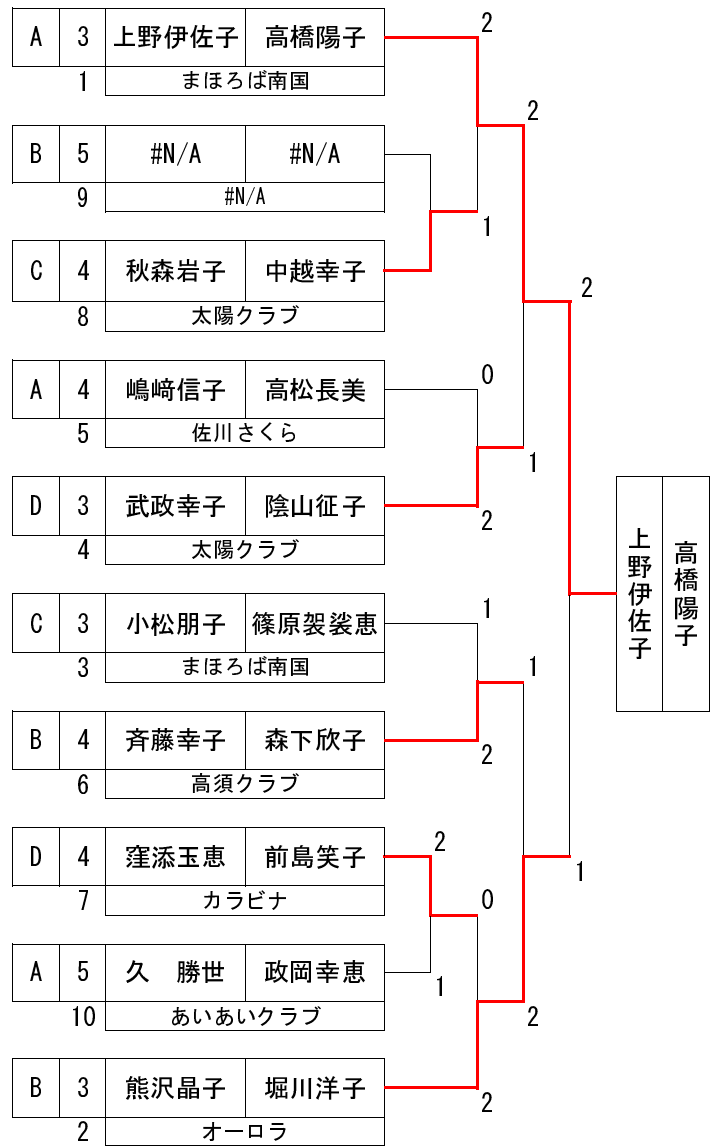 A 3 上野伊佐子 高橋陽子
1 まほろば南国
B 5 #N/A #N/A
9 #N/A
C 4 秋森岩子 中越幸子
8 太陽クラブ
A 4 嶋﨑信子 高松長美
5 佐川さくら
D 3 武政幸子 陰山征子
4 太陽クラブ
C 3 小松朋子 篠原袈裟恵
3 まほろば南国
B 4 斉藤幸子 森下欣子
6 高須クラブ
D 4 窪添玉恵 前島笑子
7 カラビナ
A 5 久　勝世 政岡幸恵
10 あいあいクラブ
B 3 熊沢晶子 堀川洋子
2 オーロラ
2
1
0
2
1
2
2
1
0
2
2
1
1
2
2
1
上野伊佐子
高橋陽子